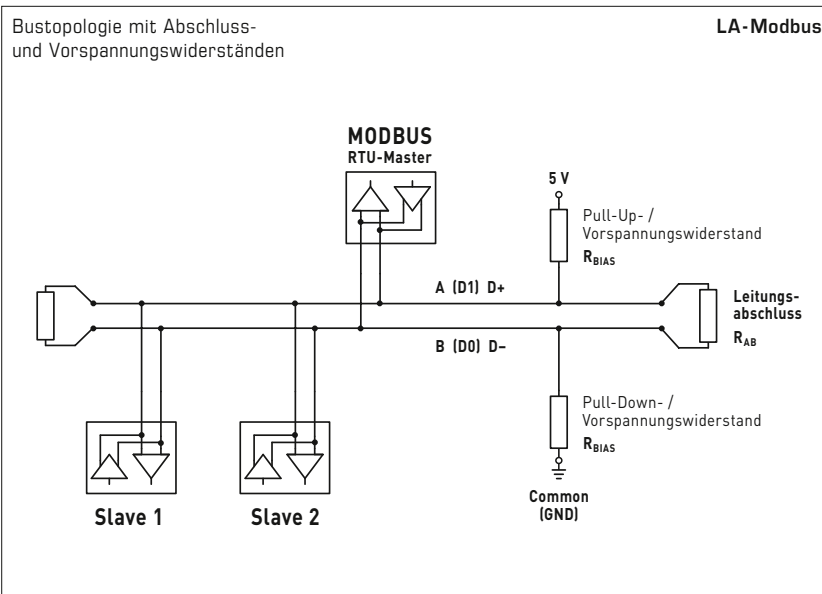 Bustopologie mit Abschluss-
und Vorspannungswiderständen
LA-Modbus
MODBUS
RTU-Master
5 V
Pull-Up- /
Vorspannungswiderstand
RBIAS
A (D1) D+
Leitungs-
abschluss
RAB
B (D0) D–
Pull-Down- /
Vorspannungswiderstand
RBIAS
Common
(GND)
Slave 1
Slave 2